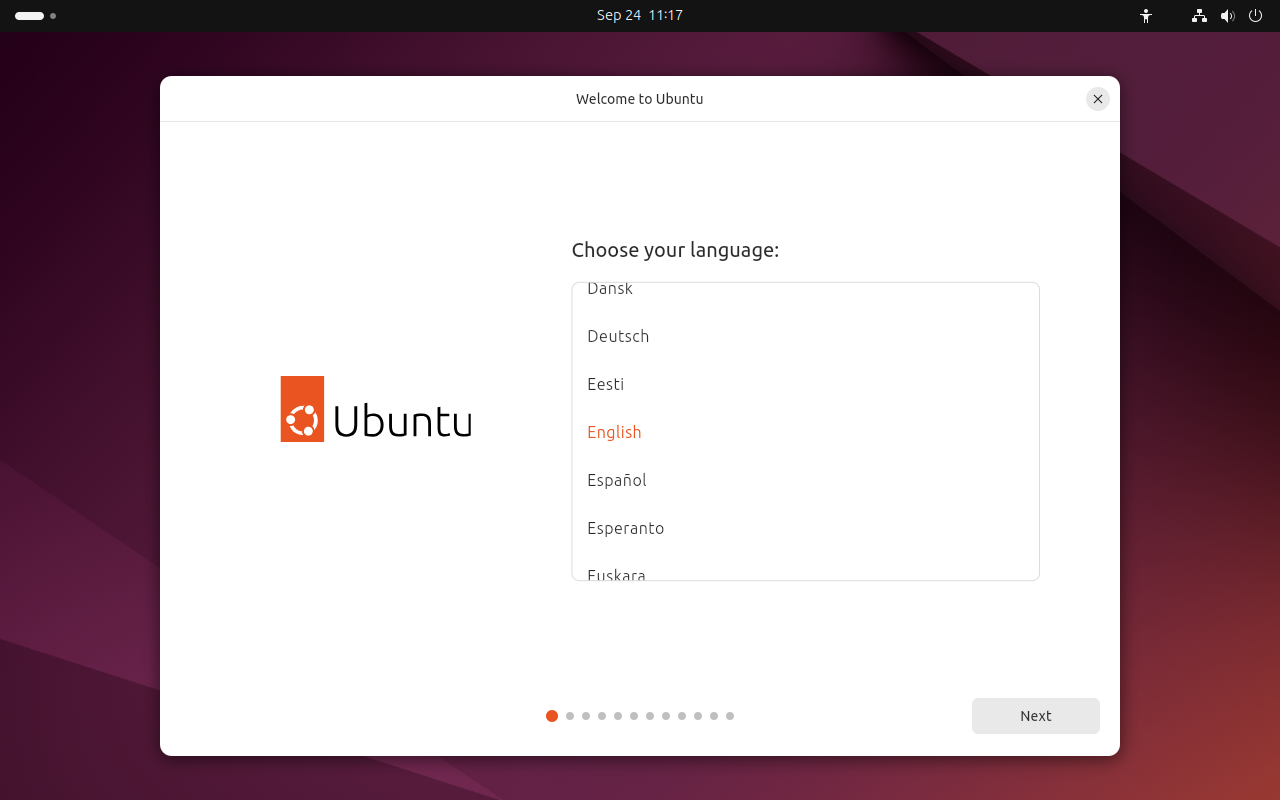 Sep 24 11:17
Welcome to Ubuntu
Choose your language:
Dansk
Deutsch
Eesti
English
Español
Esperanto
Euskara
Ubuntu
Next